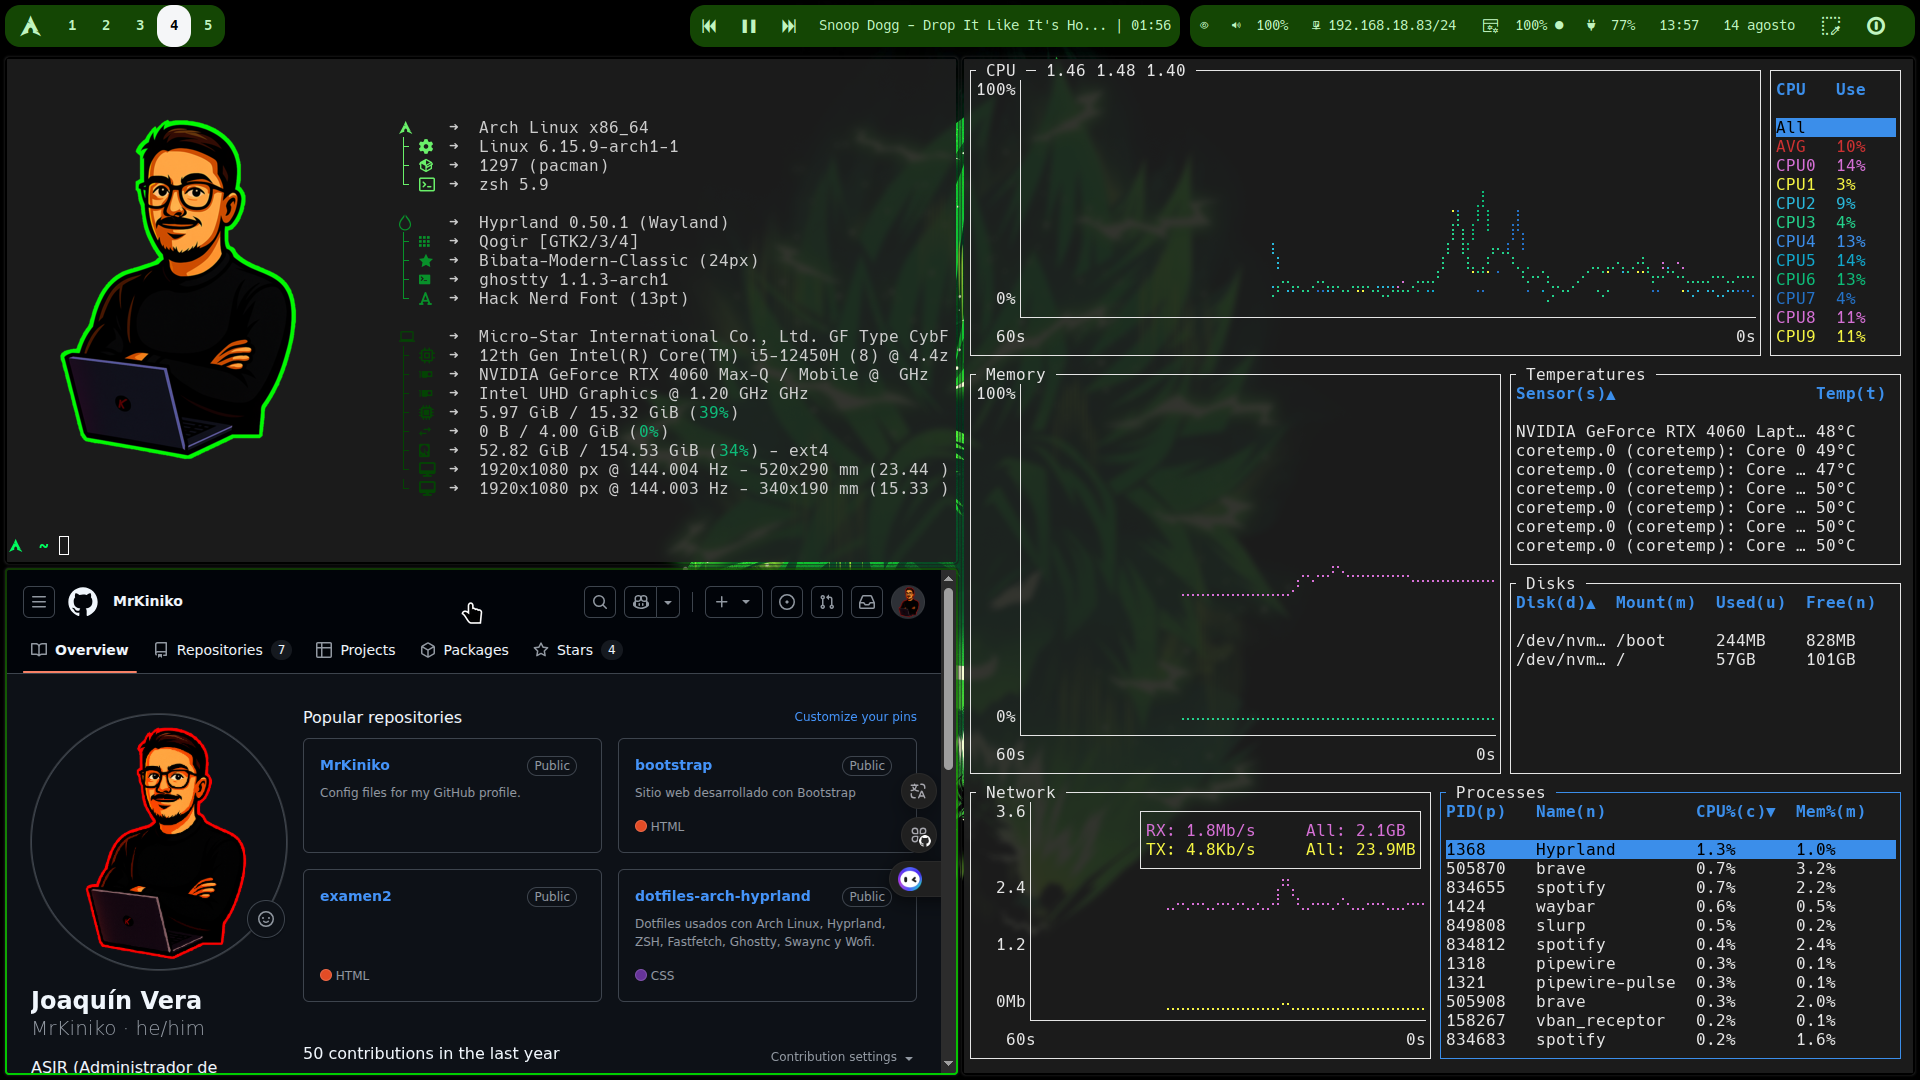 1 2 3 4 5
Snoop Dogg - Drop It Like It's Ho... | 01:56
100% 192.168.18.83/24 100% 77% 13:57 14 agosto
Arch Linux x86_64
Linux 6.15.9-arch1-1
1297 (pacman)
zsh 5.9
Hyprland 0.50.1 (Wayland)
Qogir [GTK2/3/4]
Bibata-Modern-Classic (24px)
ghostty 1.1.3-arch1
Hack Nerd Font (13pt)
Micro-Star International Co., Ltd. GF Type CybF
12th Gen Intel(R) Core(TM) i5-12450H (8) @ 4.4z
NVIDIA GeForce RTX 4060 Max-Q / Mobile @  GHz
Intel UHD Graphics @ 1.20 GHz GHz
5.97 GiB / 15.32 GiB (39%)
0 B / 4.00 GiB (0%)
52.82 GiB / 154.53 GiB (34%) - ext4
1920x1080 px @ 144.004 Hz - 520x290 mm (23.44 )
1920x1080 px @ 144.003 Hz - 340x190 mm (15.33 )
~
MrKiniko
Overview Repositories 7 Projects Packages Stars 4
Popular repositories Customize your pins
MrKiniko Public
Config files for my GitHub profile.
bootstrap Public
Sitio web desarrollado con Bootstrap
HTML
examen2 Public
HTML
dotfiles-arch-hyprland Public
Dotfiles usados con Arch Linux, Hyprland,
ZSH, Fastfetch, Ghostty, Swaync y Wofi.
CSS
Joaquín Vera
MrKiniko · he/him
ASIR (Administrador de
50 contributions in the last year Contribution settings
CPU — 1.46 1.48 1.40
100%
0%
60s 0s
CPU Use
All
AVG 10%
CPU0 14%
CPU1 3%
CPU2 9%
CPU3 4%
CPU4 13%
CPU5 14%
CPU6 13%
CPU7 4%
CPU8 11%
CPU9 11%
Memory
100%
0%
60s 0s
Temperatures
Sensor(s)▲ Temp(t)
NVIDIA GeForce RTX 4060 Lapt… 48°C
coretemp.0 (coretemp): Core 0 49°C
coretemp.0 (coretemp): Core … 47°C
coretemp.0 (coretemp): Core … 50°C
coretemp.0 (coretemp): Core … 50°C
coretemp.0 (coretemp): Core … 50°C
coretemp.0 (coretemp): Core … 50°C
Disks
Disk(d)▲ Mount(m) Used(u) Free(n)
/dev/nvm… /boot 244MB 828MB
/dev/nvm… / 57GB 101GB
Network
3.6
2.4
1.2
0Mb
60s 0s
RX: 1.8Mb/s All: 2.1GB
TX: 4.8Kb/s All: 23.9MB
Processes
PID(p) Name(n) CPU%(c)▼ Mem%(m)
1368 Hyprland 1.3% 1.0%
505870 brave 0.7% 3.2%
834655 spotify 0.7% 2.2%
1424 waybar 0.6% 0.5%
849808 slurp 0.5% 0.2%
834812 spotify 0.4% 2.4%
1318 pipewire 0.3% 0.1%
1321 pipewire-pulse 0.3% 0.1%
505908 brave 0.3% 2.0%
158267 vban_receptor 0.2% 0.1%
834683 spotify 0.2% 1.6%